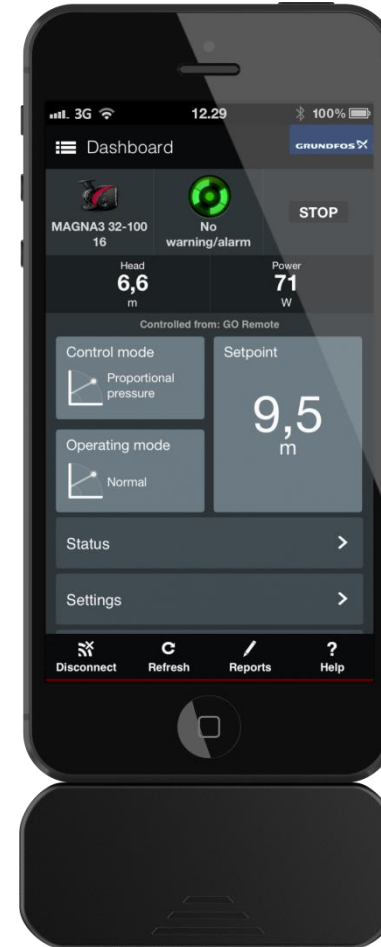 3G 12.29 100%
Dashboard
GRUNDFOS
MAGNA3 32-100
16
No
warning/alarm
STOP
Head
6,6
m
Power
71
W
Controlled from: GO Remote
Control mode
Proportional
pressure
Setpoint
9,5
m
Operating mode
Normal
Status
Settings
Disconnect
Refresh
Reports
?
Help